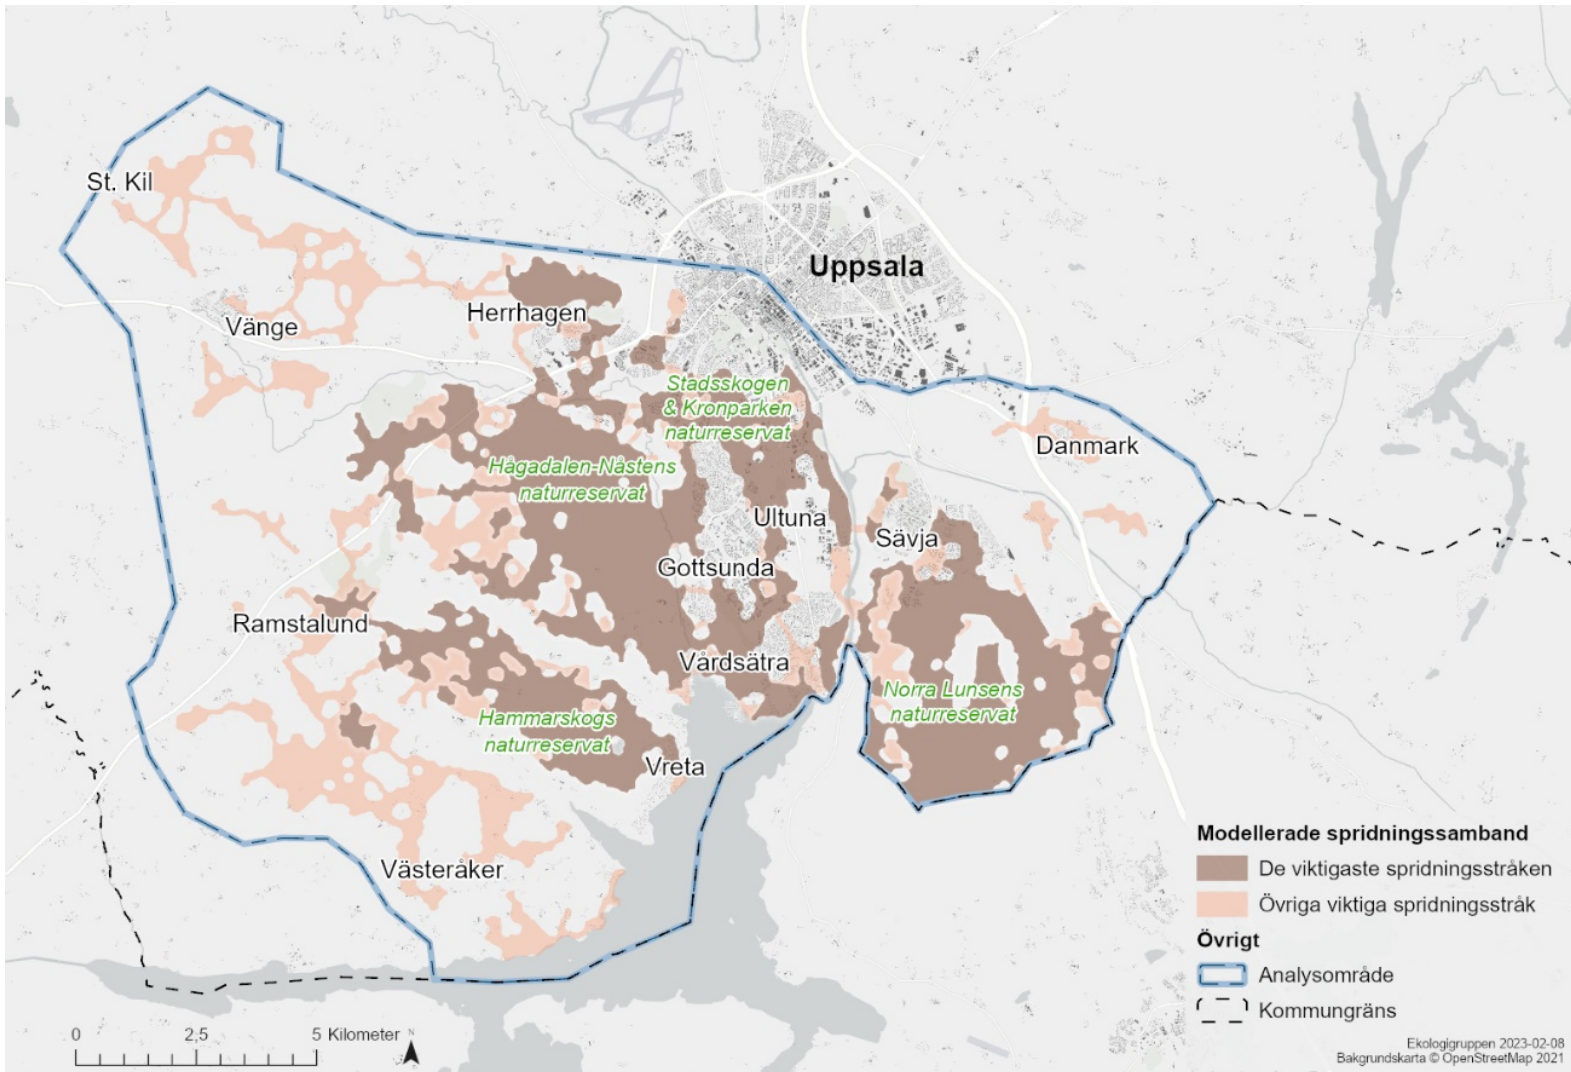 St. Kil
Uppsala
Herrhagen
Vänge
Stadsskogen
& Kronparken
naturreservat
Danmark
Hågadalen-Nåstens
naturreservat
Ultuna
Sävja
Gottsunda
Ramstalund
Vårdsätra
Norra Lunsens
naturreservat
Hammarskogs
naturreservat
Vreta
Västeråker
Modellerade spridningssamband
De viktigaste spridningsstråken
Övriga viktiga spridningsstråk
Övrigt
Analysområde
Kommungräns
0 2,5 5 Kilometer
N
Ekologigruppen 2023-02-08
Bakgrundskarta © OpenStreetMap 2021